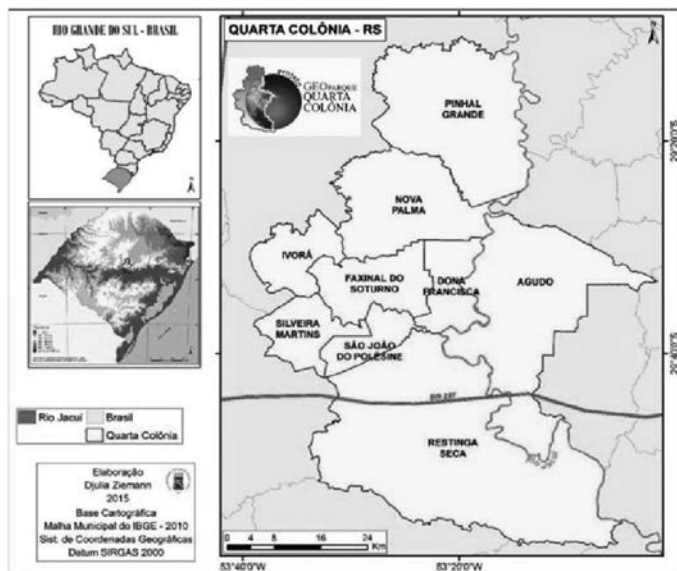 RIO GRANDE DO SUL - BRASIL
N
QUARTA COLÔNIA - RS
N
PROJETO
GEOPARQUE
QUARTA
COLÔNIA
PINHAL
GRANDE
NOVA
PALMA
IVORÁ
FAXINAL DO
SOTURNO
DONA
FRANCISCA
AGUDO
SILVEIRA
MARTINS
SÃO JOÃO
DO POLÊSINE
BR-287
RESTINGA
SECA
29°20'0"S
29°40'0"S
53°40'0"W
53°20'0"W
0 4 8 16 24
Km
Rio Jacuí
Brasil
Quarta Colônia
Elaboração
Djulia Ziemann
2015
Base Cartográfica
Malha Municipal do IBGE - 2010
Sist. de Coordenadas Geográficas
Datum SIRGAS 2000